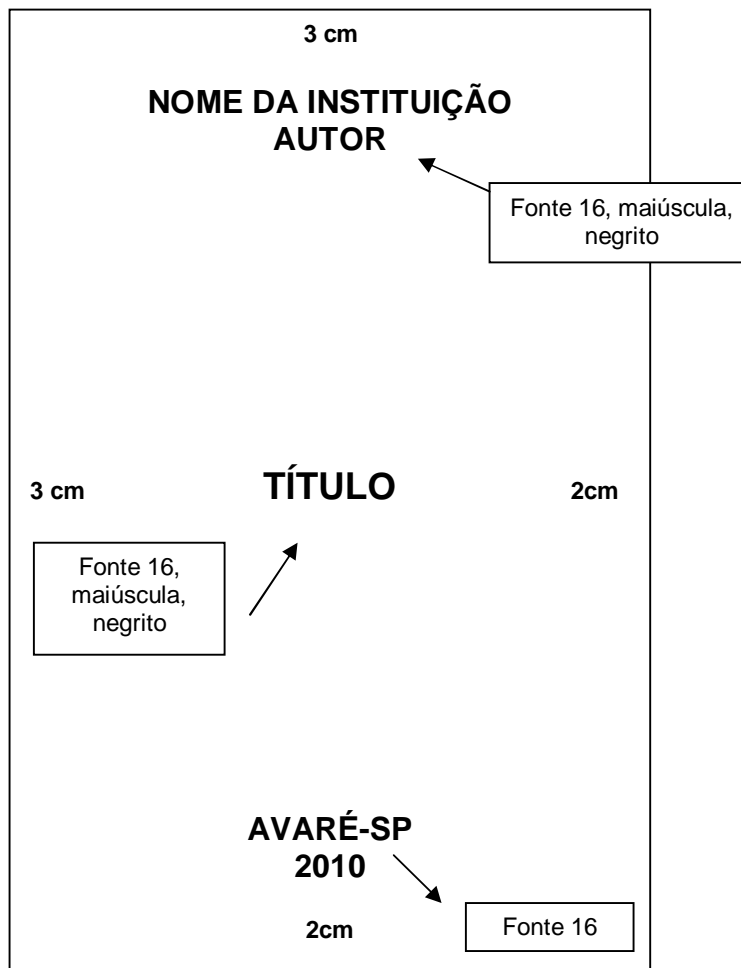 3 cm
NOME DA INSTITUIÇÃO
AUTOR
Fonte 16, maiúscula,
negrito
3 cm
TÍTULO
2cm
Fonte 16,
maiúscula,
negrito
AVARÉ-SP
2010
2cm
Fonte 16